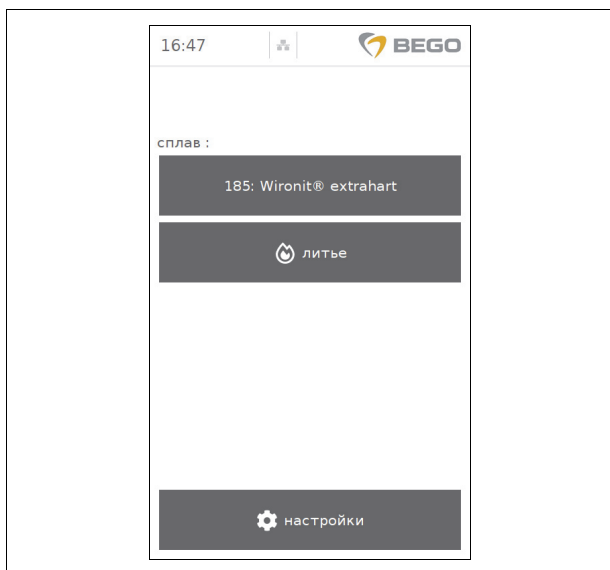 16:47
BEGO
сплав :
185: Wironit® extrahart
литье
настройки